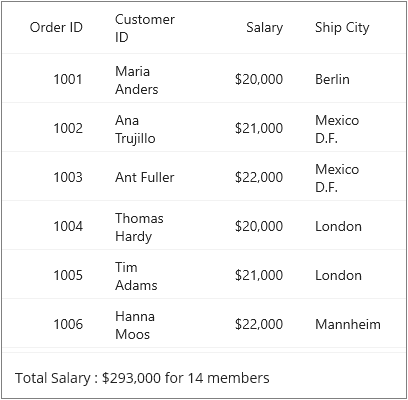 Order ID Customer ID Salary Ship City
1001 Maria Anders $20,000 Berlin
1002 Ana Trujillo $21,000 Mexico D.F.
1003 Ant Fuller $22,000 Mexico D.F.
1004 Thomas Hardy $20,000 London
1005 Tim Adams $21,000 London
1006 Hanna Moos $22,000 Mannheim
Total Salary : $293,000 for 14 members